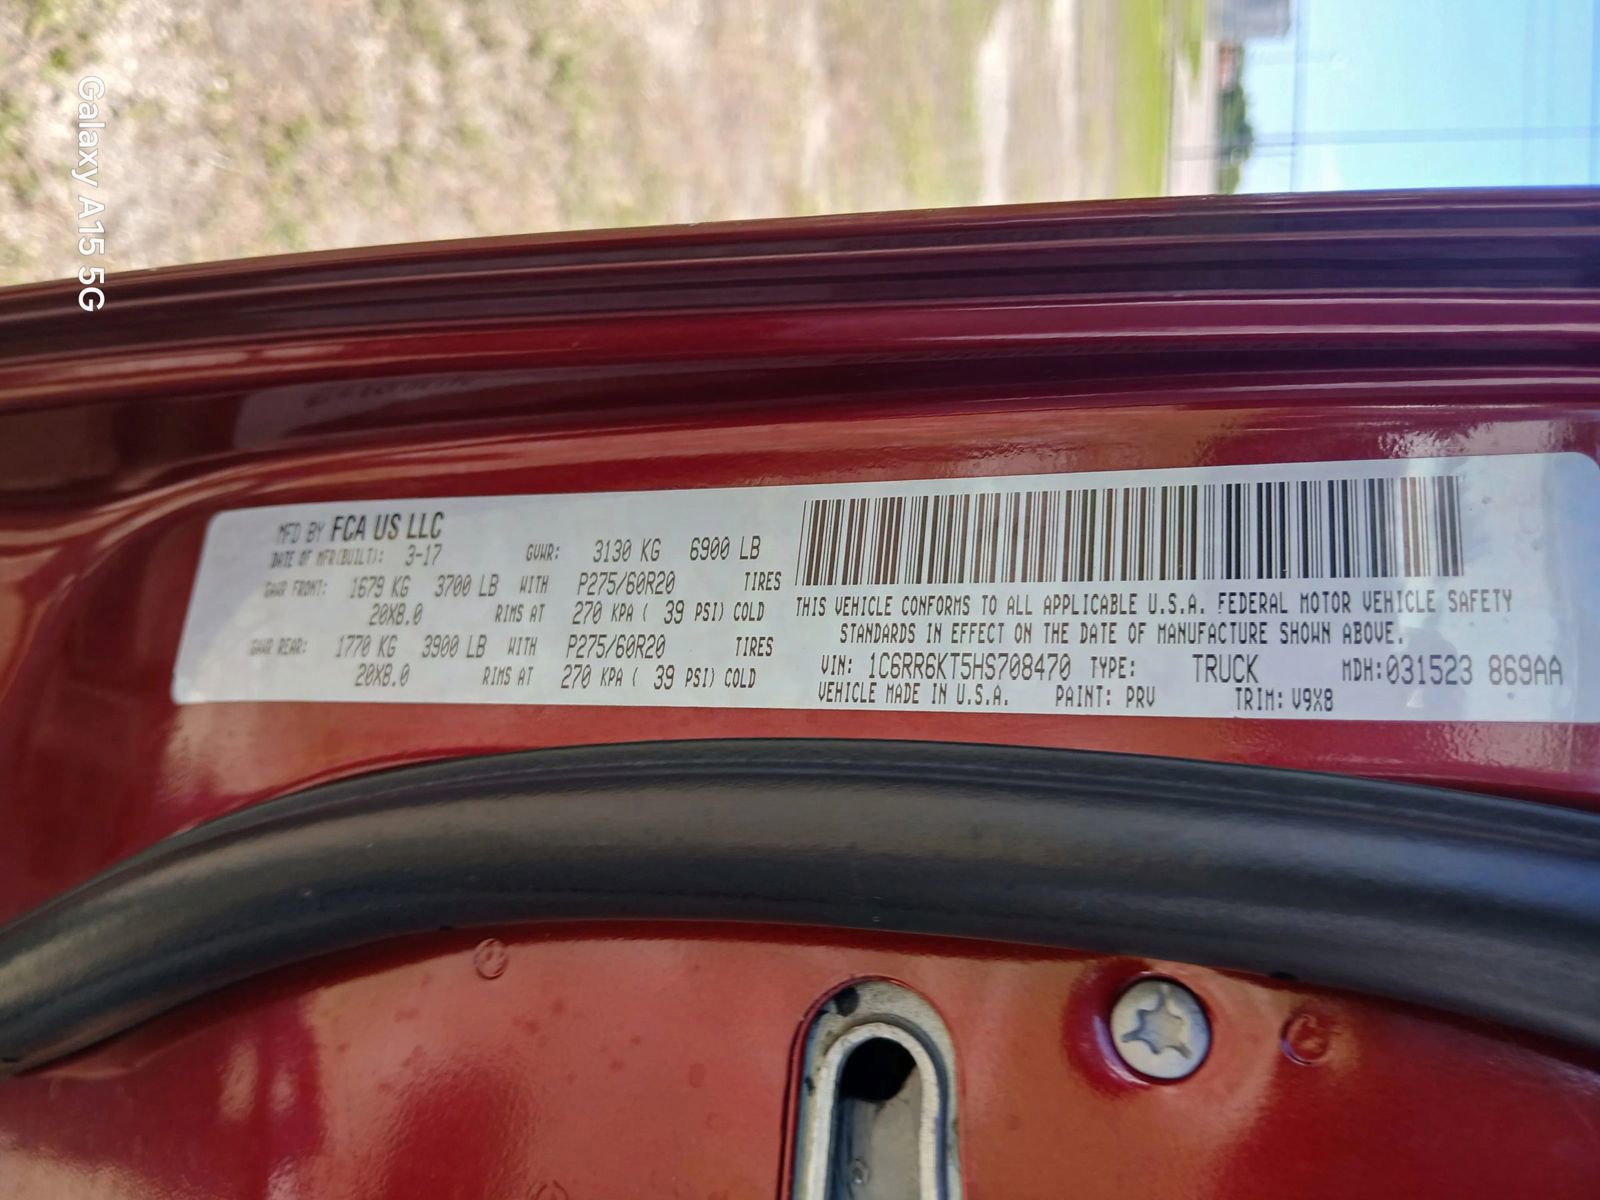 MFD BY FCA US LLC
DATE OF MFR(BUILT): 3-17 GVWR: 3130 KG 6900 LB
GAWR FRONT: 1679 KG 3700 LB WITH P275/60R20 TIRES
20X8.0 RIMS AT 270 KPA ( 39 PSI) COLD
GAWR REAR: 1770 KG 3900 LB WITH P275/60R20 TIRES
20X8.0 RIMS AT 270 KPA ( 39 PSI) COLD
THIS VEHICLE CONFORMS TO ALL APPLICABLE U.S.A. FEDERAL MOTOR VEHICLE SAFETY
STANDARDS IN EFFECT ON THE DATE OF MANUFACTURE SHOWN ABOVE.
VIN: 1C6RR6KT5HS708470 TYPE: TRUCK MDH:031523 869AA
VEHICLE MADE IN U.S.A. PAINT: PRV TRIM: V9X8
Galaxy A15 5G